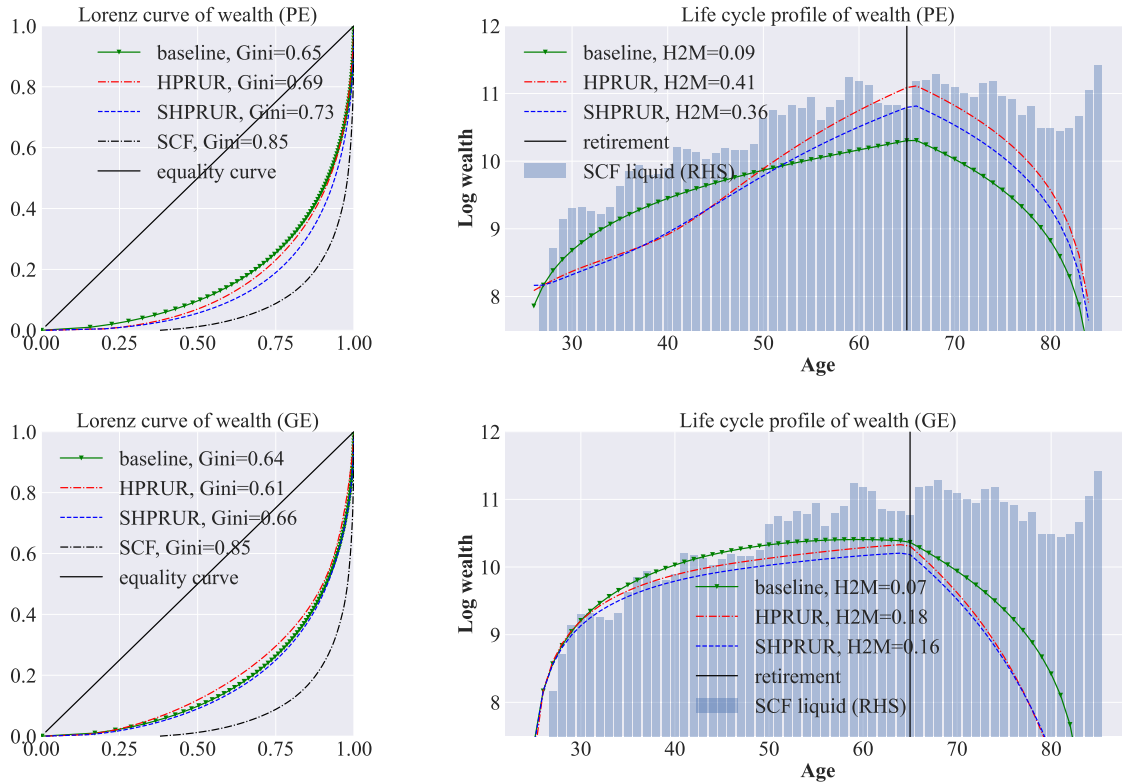 Lorenz curve of wealth (PE)
1.0
0.8
0.6
0.4
0.2
0.0
baseline, Gini=0.65
HPRUR, Gini=0.69
SHPRUR, Gini=0.73
SCF, Gini=0.85
equality curve
0.00 0.25 0.50 0.75 1.00
Life cycle profile of wealth (PE)
12
11
10
9
8
Log wealth
baseline, H2M=0.09
HPRUR, H2M=0.41
SHPRUR, H2M=0.36
retirement
SCF liquid (RHS)
30 40 50 60 70 80
Age
Lorenz curve of wealth (GE)
1.0
0.8
0.6
0.4
0.2
0.0
baseline, Gini=0.64
HPRUR, Gini=0.61
SHPRUR, Gini=0.66
SCF, Gini=0.85
equality curve
0.00 0.25 0.50 0.75 1.00
Life cycle profile of wealth (GE)
12
11
10
9
8
Log wealth
baseline, H2M=0.07
HPRUR, H2M=0.18
SHPRUR, H2M=0.16
retirement
SCF liquid (RHS)
30 40 50 60 70 80
Age